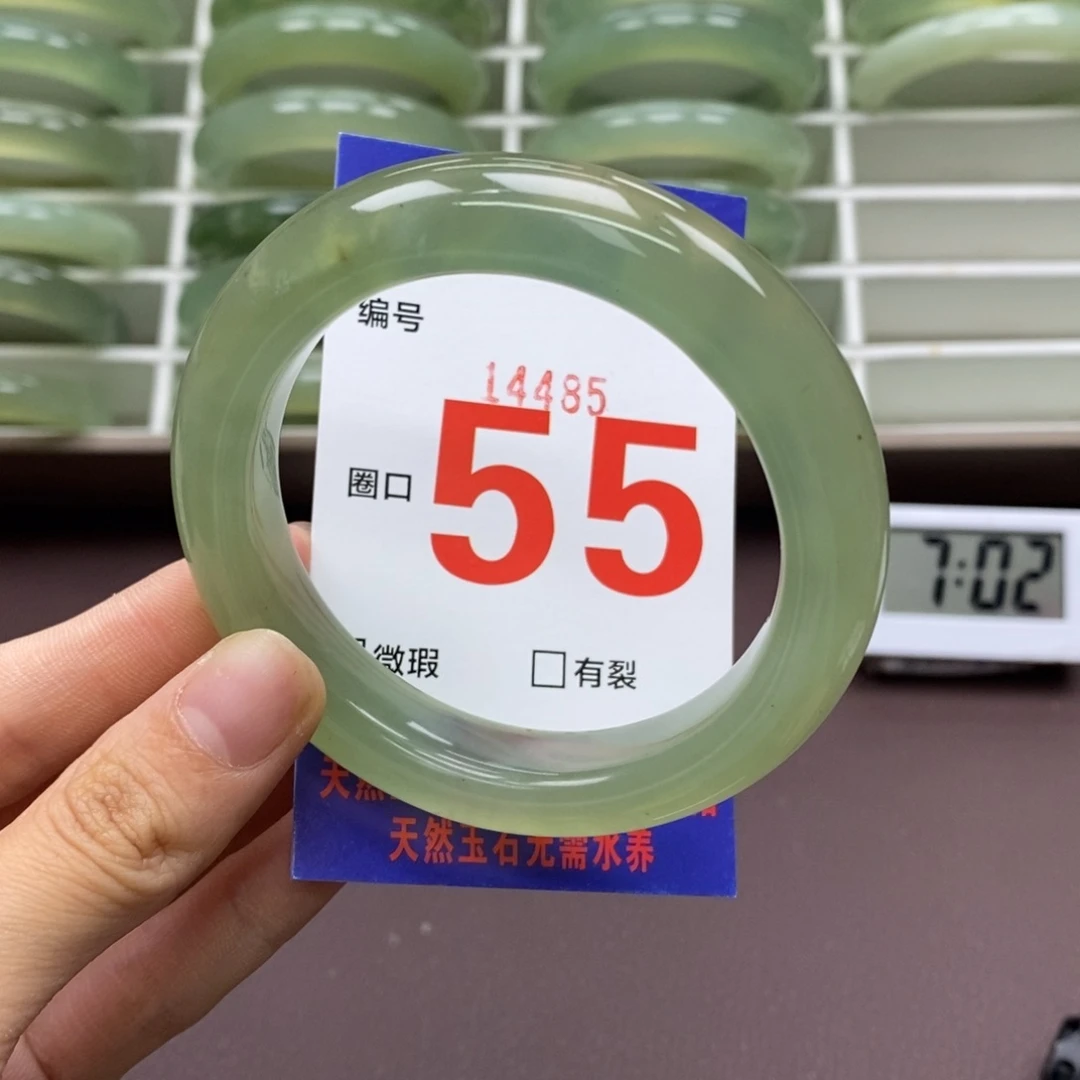 编号
14485
圈口 55
微瑕 □有裂
天然玉石无需水养
7:02